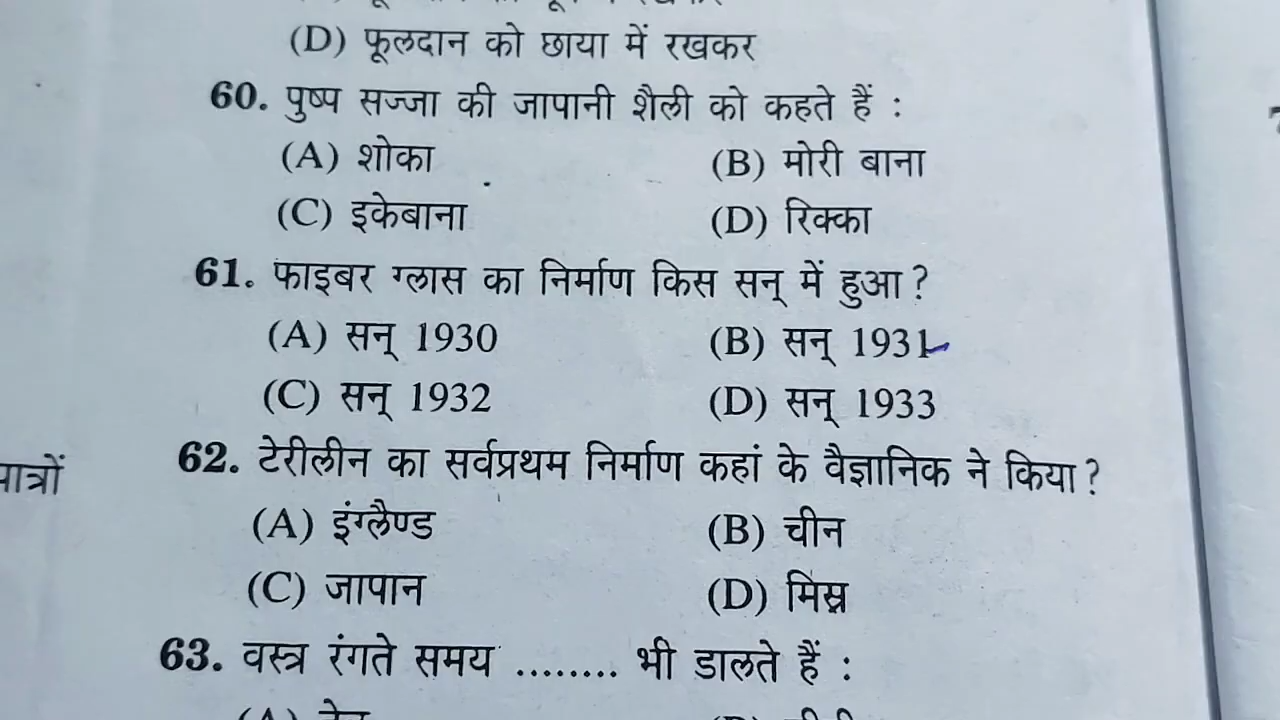 (D) फूलदान को छाया में रखकर
60. पुष्प सज्जा की जापानी शैली को कहते हैं :
(A) शोका (B) मोरी बाना
(C) इकेबाना (D) रिक्का
61. फाइबर ग्लास का निर्माण किस सन् में हुआ?
(A) सन् 1930 (B) सन् 1931
(C) सन् 1932 (D) सन् 1933
62. टेरीलीन का सर्वप्रथम निर्माण कहां के वैज्ञानिक ने किया?
पात्रों
(A) इंग्लैण्ड (B) चीन
(C) जापान (D) मिस्र
63. वस्त्र रंगते समय ........ भी डालते हैं :